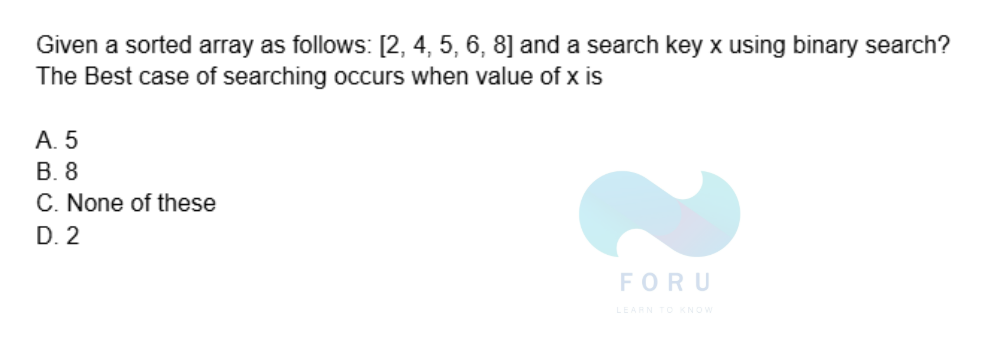 Given a sorted array as follows: [2, 4, 5, 6, 8] and a search key x using binary search?
The Best case of searching occurs when value of x is
A. 5
B. 8
C. None of these
D. 2
FORU
LEARN TO KNOW